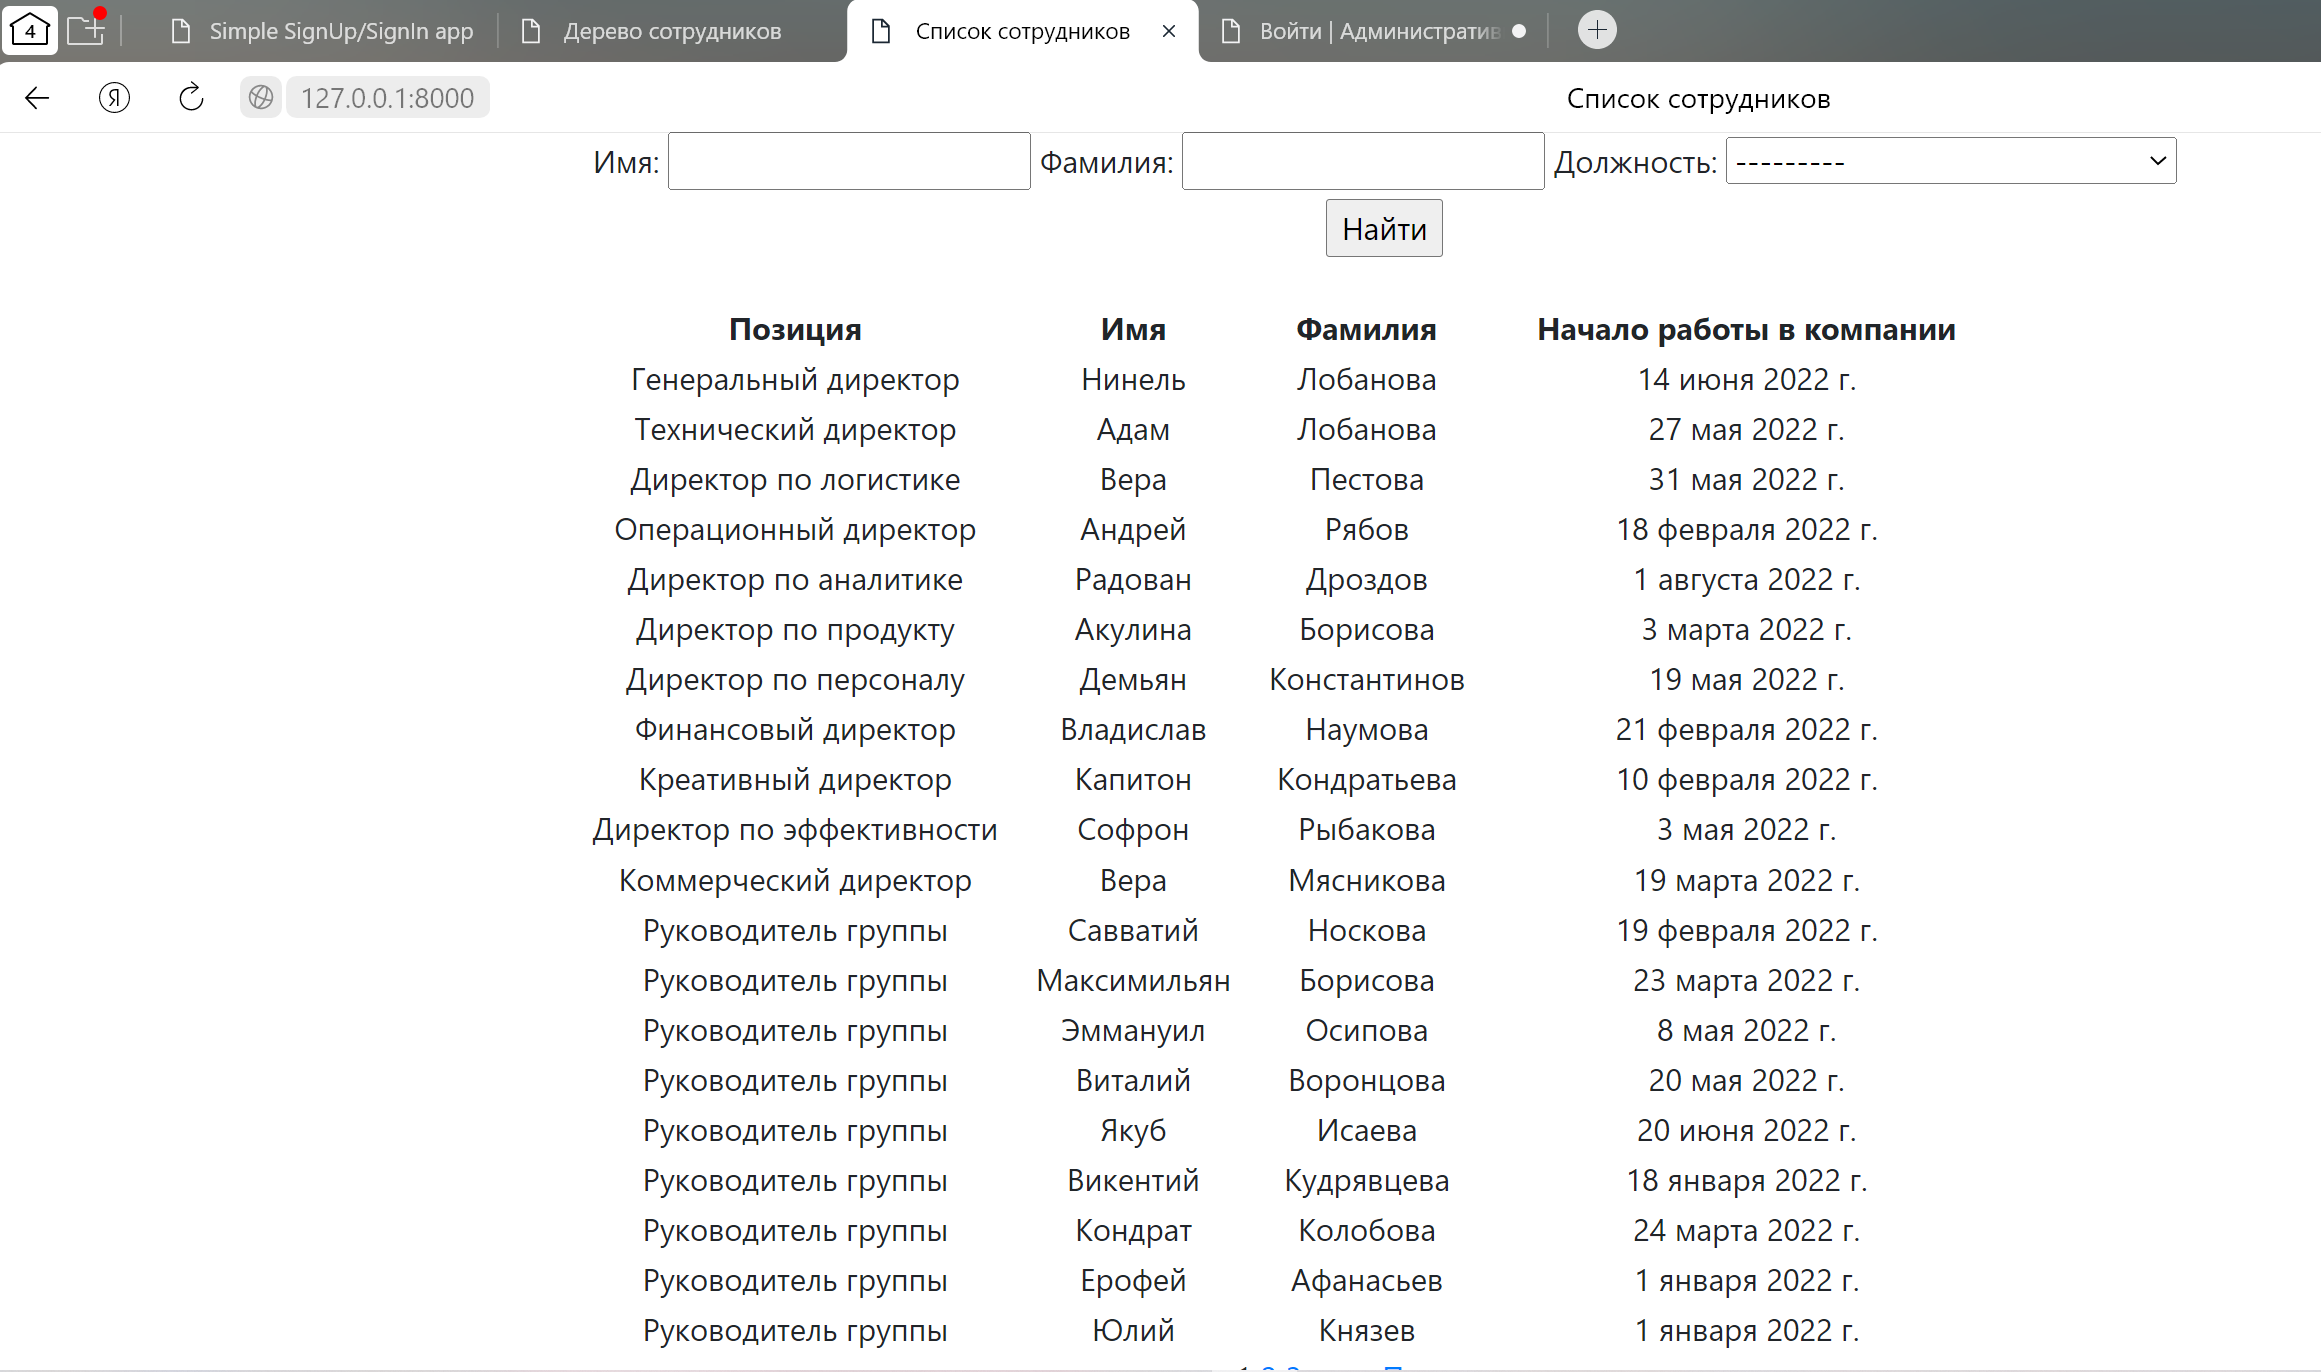 4 Simple SignUp/SignIn app Дерево сотрудников Список сотрудников Войти | Административ
Я 127.0.0.1:8000 Список сотрудников
Имя: Фамилия: Должность: ---------
Найти
Позиция Имя Фамилия Начало работы в компании
Генеральный директор Нинель Лобанова 14 июня 2022 г.
Технический директор Адам Лобанова 27 мая 2022 г.
Директор по логистике Вера Пестова 31 мая 2022 г.
Операционный директор Андрей Рябов 18 февраля 2022 г.
Директор по аналитике Радован Дроздов 1 августа 2022 г.
Директор по продукту Акулина Борисова 3 марта 2022 г.
Директор по персоналу Демьян Константинов 19 мая 2022 г.
Финансовый директор Владислав Наумова 21 февраля 2022 г.
Креативный директор Капитон Кондратьева 10 февраля 2022 г.
Директор по эффективности Софрон Рыбакова 3 мая 2022 г.
Коммерческий директор Вера Мясникова 19 марта 2022 г.
Руководитель группы Савватий Носкова 19 февраля 2022 г.
Руководитель группы Максимильян Борисова 23 марта 2022 г.
Руководитель группы Эммануил Осипова 8 мая 2022 г.
Руководитель группы Виталий Воронцова 20 мая 2022 г.
Руководитель группы Якуб Исаева 20 июня 2022 г.
Руководитель группы Викентий Кудрявцева 18 января 2022 г.
Руководитель группы Кондрат Колобова 24 марта 2022 г.
Руководитель группы Ерофей Афанасьев 1 января 2022 г.
Руководитель группы Юлий Князев 1 января 2022 г.